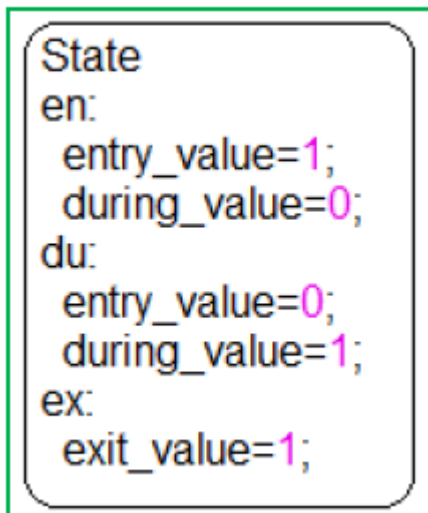 State
en:
entry_value=1;
during_value=0;
du:
entry_value=0;
during_value=1;
ex:
exit_value=1;